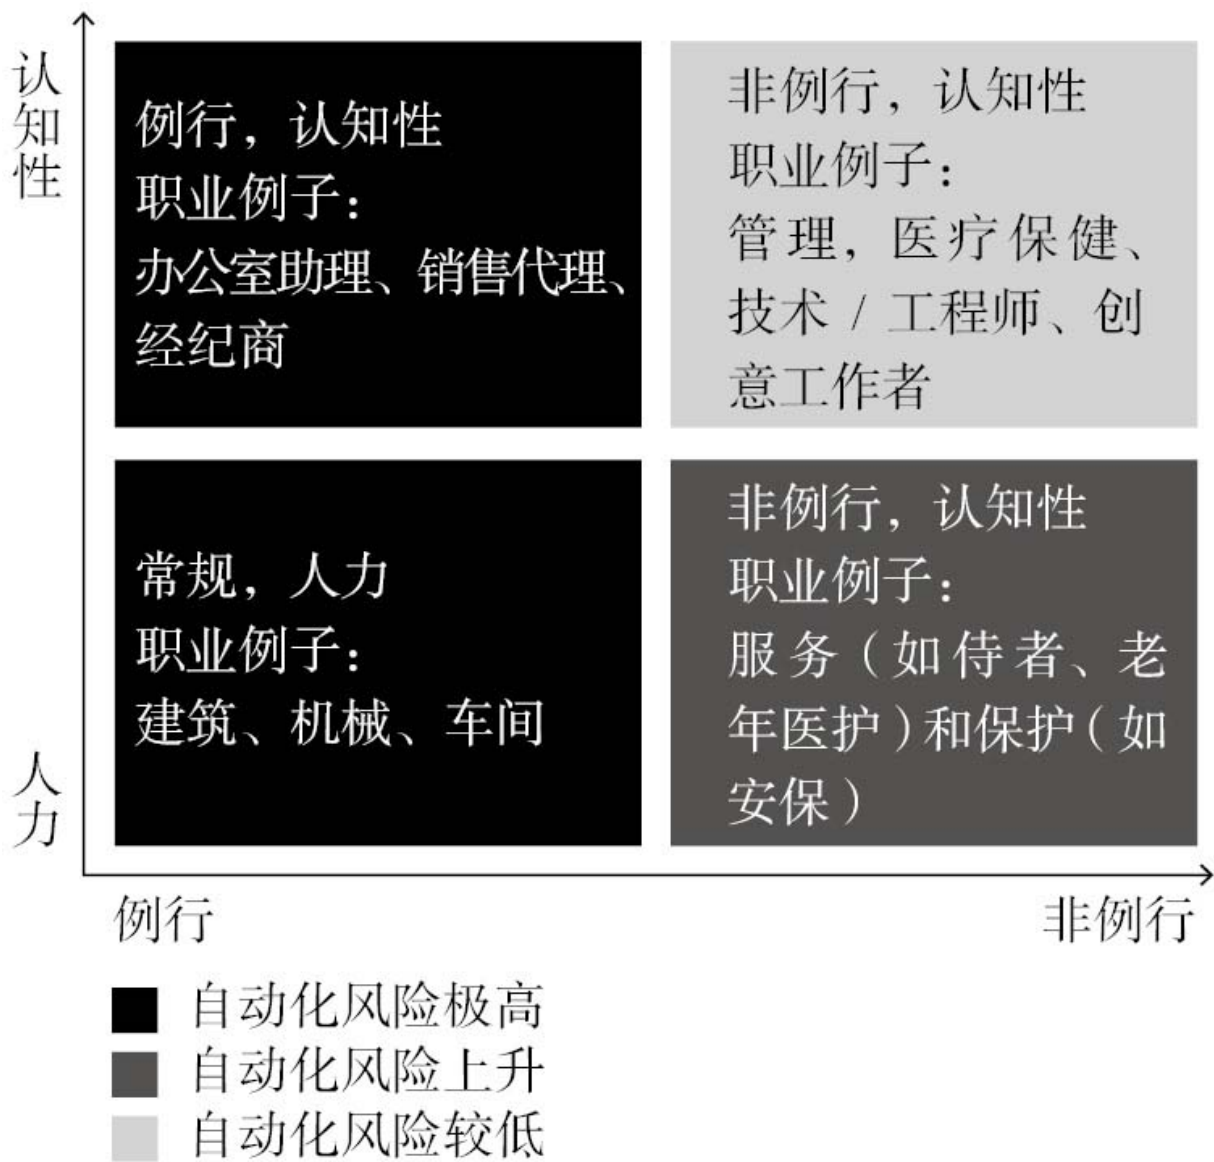 认知性
例行，认知性
职业例子：
办公室助理、销售代理、
经纪商
非例行，认知性
职业例子：
管理，医疗保健、
技术 / 工程师、创
意工作者
人力
常规，人力
职业例子：
建筑、机械、车间
非例行，认知性
职业例子：
服务（如侍者、老
年医护）和保护（如
安保）
例行
非例行
自动化风险极高
自动化风险上升
自动化风险较低